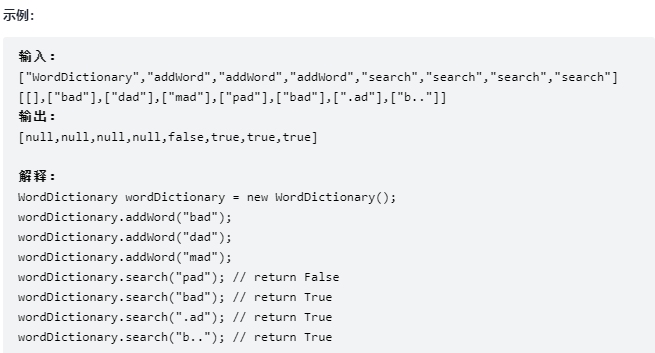 示例：
输入：
["WordDictionary","addWord","addWord","addWord","search","search","search","search"]
[[],["bad"],["dad"],["mad"],["pad"],["bad"],[".ad"],["b.."]]
输出：
[null,null,null,null,false,true,true,true]
解释：
WordDictionary wordDictionary = new WordDictionary();
wordDictionary.addWord("bad");
wordDictionary.addWord("dad");
wordDictionary.addWord("mad");
wordDictionary.search("pad"); // return False
wordDictionary.search("bad"); // return True
wordDictionary.search(".ad"); // return True
wordDictionary.search("b.."); // return True